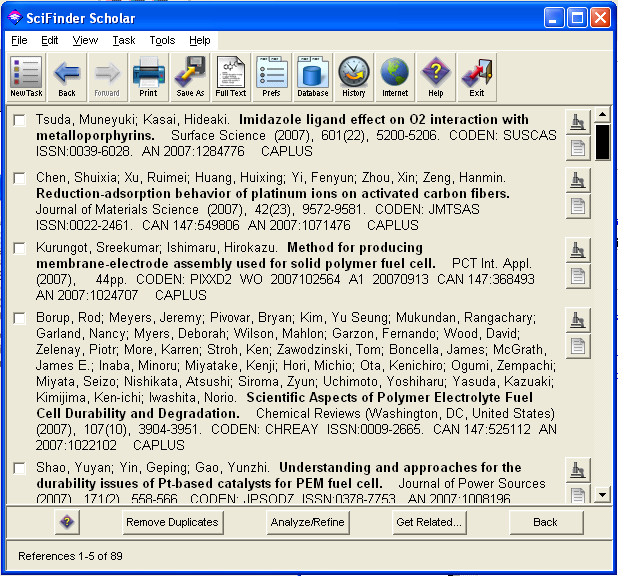 SciFinder Scholar
File Edit View Task Tools Help
New Task Back Forward Print Save As Full Text Prefs Database History Internet Help Exit
Tsuda, Muneyuki; Kasai, Hideaki. Imidazole ligand effect on O2 interaction with
metalloporphyrins. Surface Science (2007), 601(22), 5200-5206. CODEN: SUSCAS
ISSN:0039-6028. AN 2007:1284776 CAPLUS
Chen, Shuixia; Xu, Ruimei; Huang, Huixing; Yi, Fenyun; Zhou, Xin; Zeng, Hanmin.
Reduction-adsorption behavior of platinum ions on activated carbon fibers.
Journal of Materials Science (2007), 42(23), 9572-9581. CODEN: JMTSAS
ISSN:0022-2461. CAN 147:549806 AN 2007:1071476 CAPLUS
Kurungot, Sreekumar; Ishimaru, Hirokazu. Method for producing
membrane-electrode assembly used for solid polymer fuel cell. PCT Int. Appl.
(2007), 44pp. CODEN: PIXXD2 WO 2007102564 A1 20070913 CAN 147:368493
AN 2007:1024707 CAPLUS
Borup, Rod; Meyers, Jeremy; Pivovar, Bryan; Kim, Yu Seung; Mukundan, Rangachary;
Garland, Nancy; Myers, Deborah; Wilson, Mahlon; Garzon, Fernando; Wood, David;
Zelenay, Piotr; More, Karren; Stroh, Ken; Zawodzinski, Tom; Boncella, James; McGrath,
James E.; Inaba, Minoru; Miyatake, Kenji; Hori, Michio; Ota, Kenichiro; Ogumi, Zempachi;
Miyata, Seizo; Nishikata, Atsushi; Siroma, Zyun; Uchimoto, Yoshiharu; Yasuda, Kazuaki;
Kimijima, Ken-ichi; Iwashita, Norio. Scientific Aspects of Polymer Electrolyte Fuel
Cell Durability and Degradation. Chemical Reviews (Washington, DC, United States)
(2007), 107(10), 3904-3951. CODEN: CHREAY ISSN:0009-2665. CAN 147:525112 AN
2007:1022102 CAPLUS
Shao, Yuyan; Yin, Geping; Gao, Yunzhi. Understanding and approaches for the
durability issues of Pt-based catalysts for PEM fuel cell. Journal of Power Sources
(2007), 171(2), 558-566. CODEN: JPSODZ ISSN:0378-7753 AN 2007:1008196
Remove Duplicates Analyze/Refine Get Related... Back
References 1-5 of 89